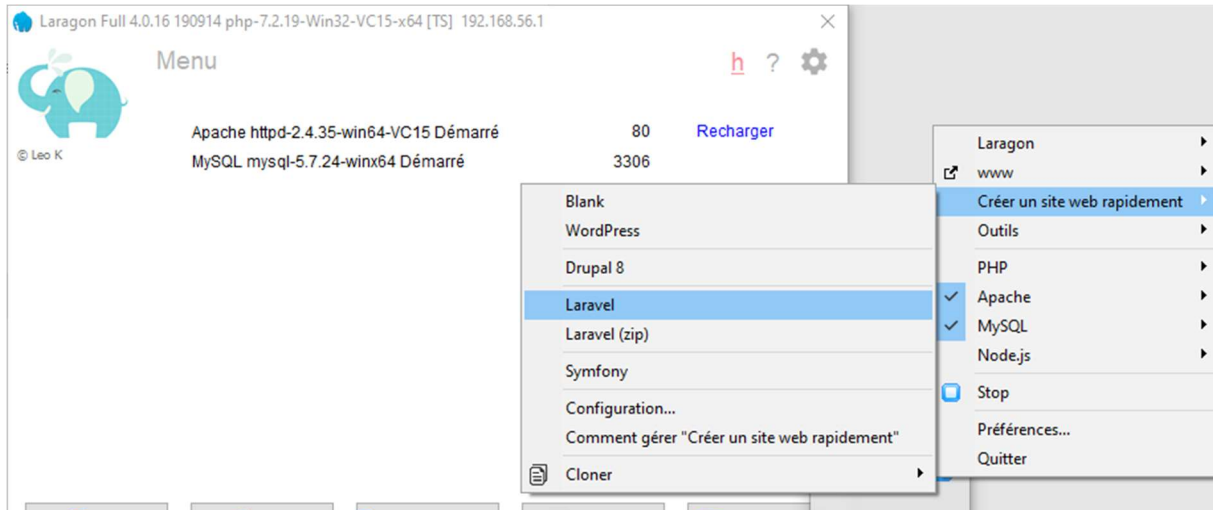 Laragon Full 4.0.16 190914 php-7.2.19-Win32-VC15-x64 [TS] 192.168.56.1
Menu
h ?
Apache httpd-2.4.35-win64-VC15 Démarré 80 Recharger
MySQL mysql-5.7.24-winx64 Démarré 3306
© Leo K
Blank
WordPress
Drupal 8
Laravel
Laravel (zip)
Symfony
Configuration...
Comment gérer "Créer un site web rapidement"
Cloner
Laragon
www
Créer un site web rapidement
Outils
PHP
Apache
MySQL
Node.js
Stop
Préférences...
Quitter